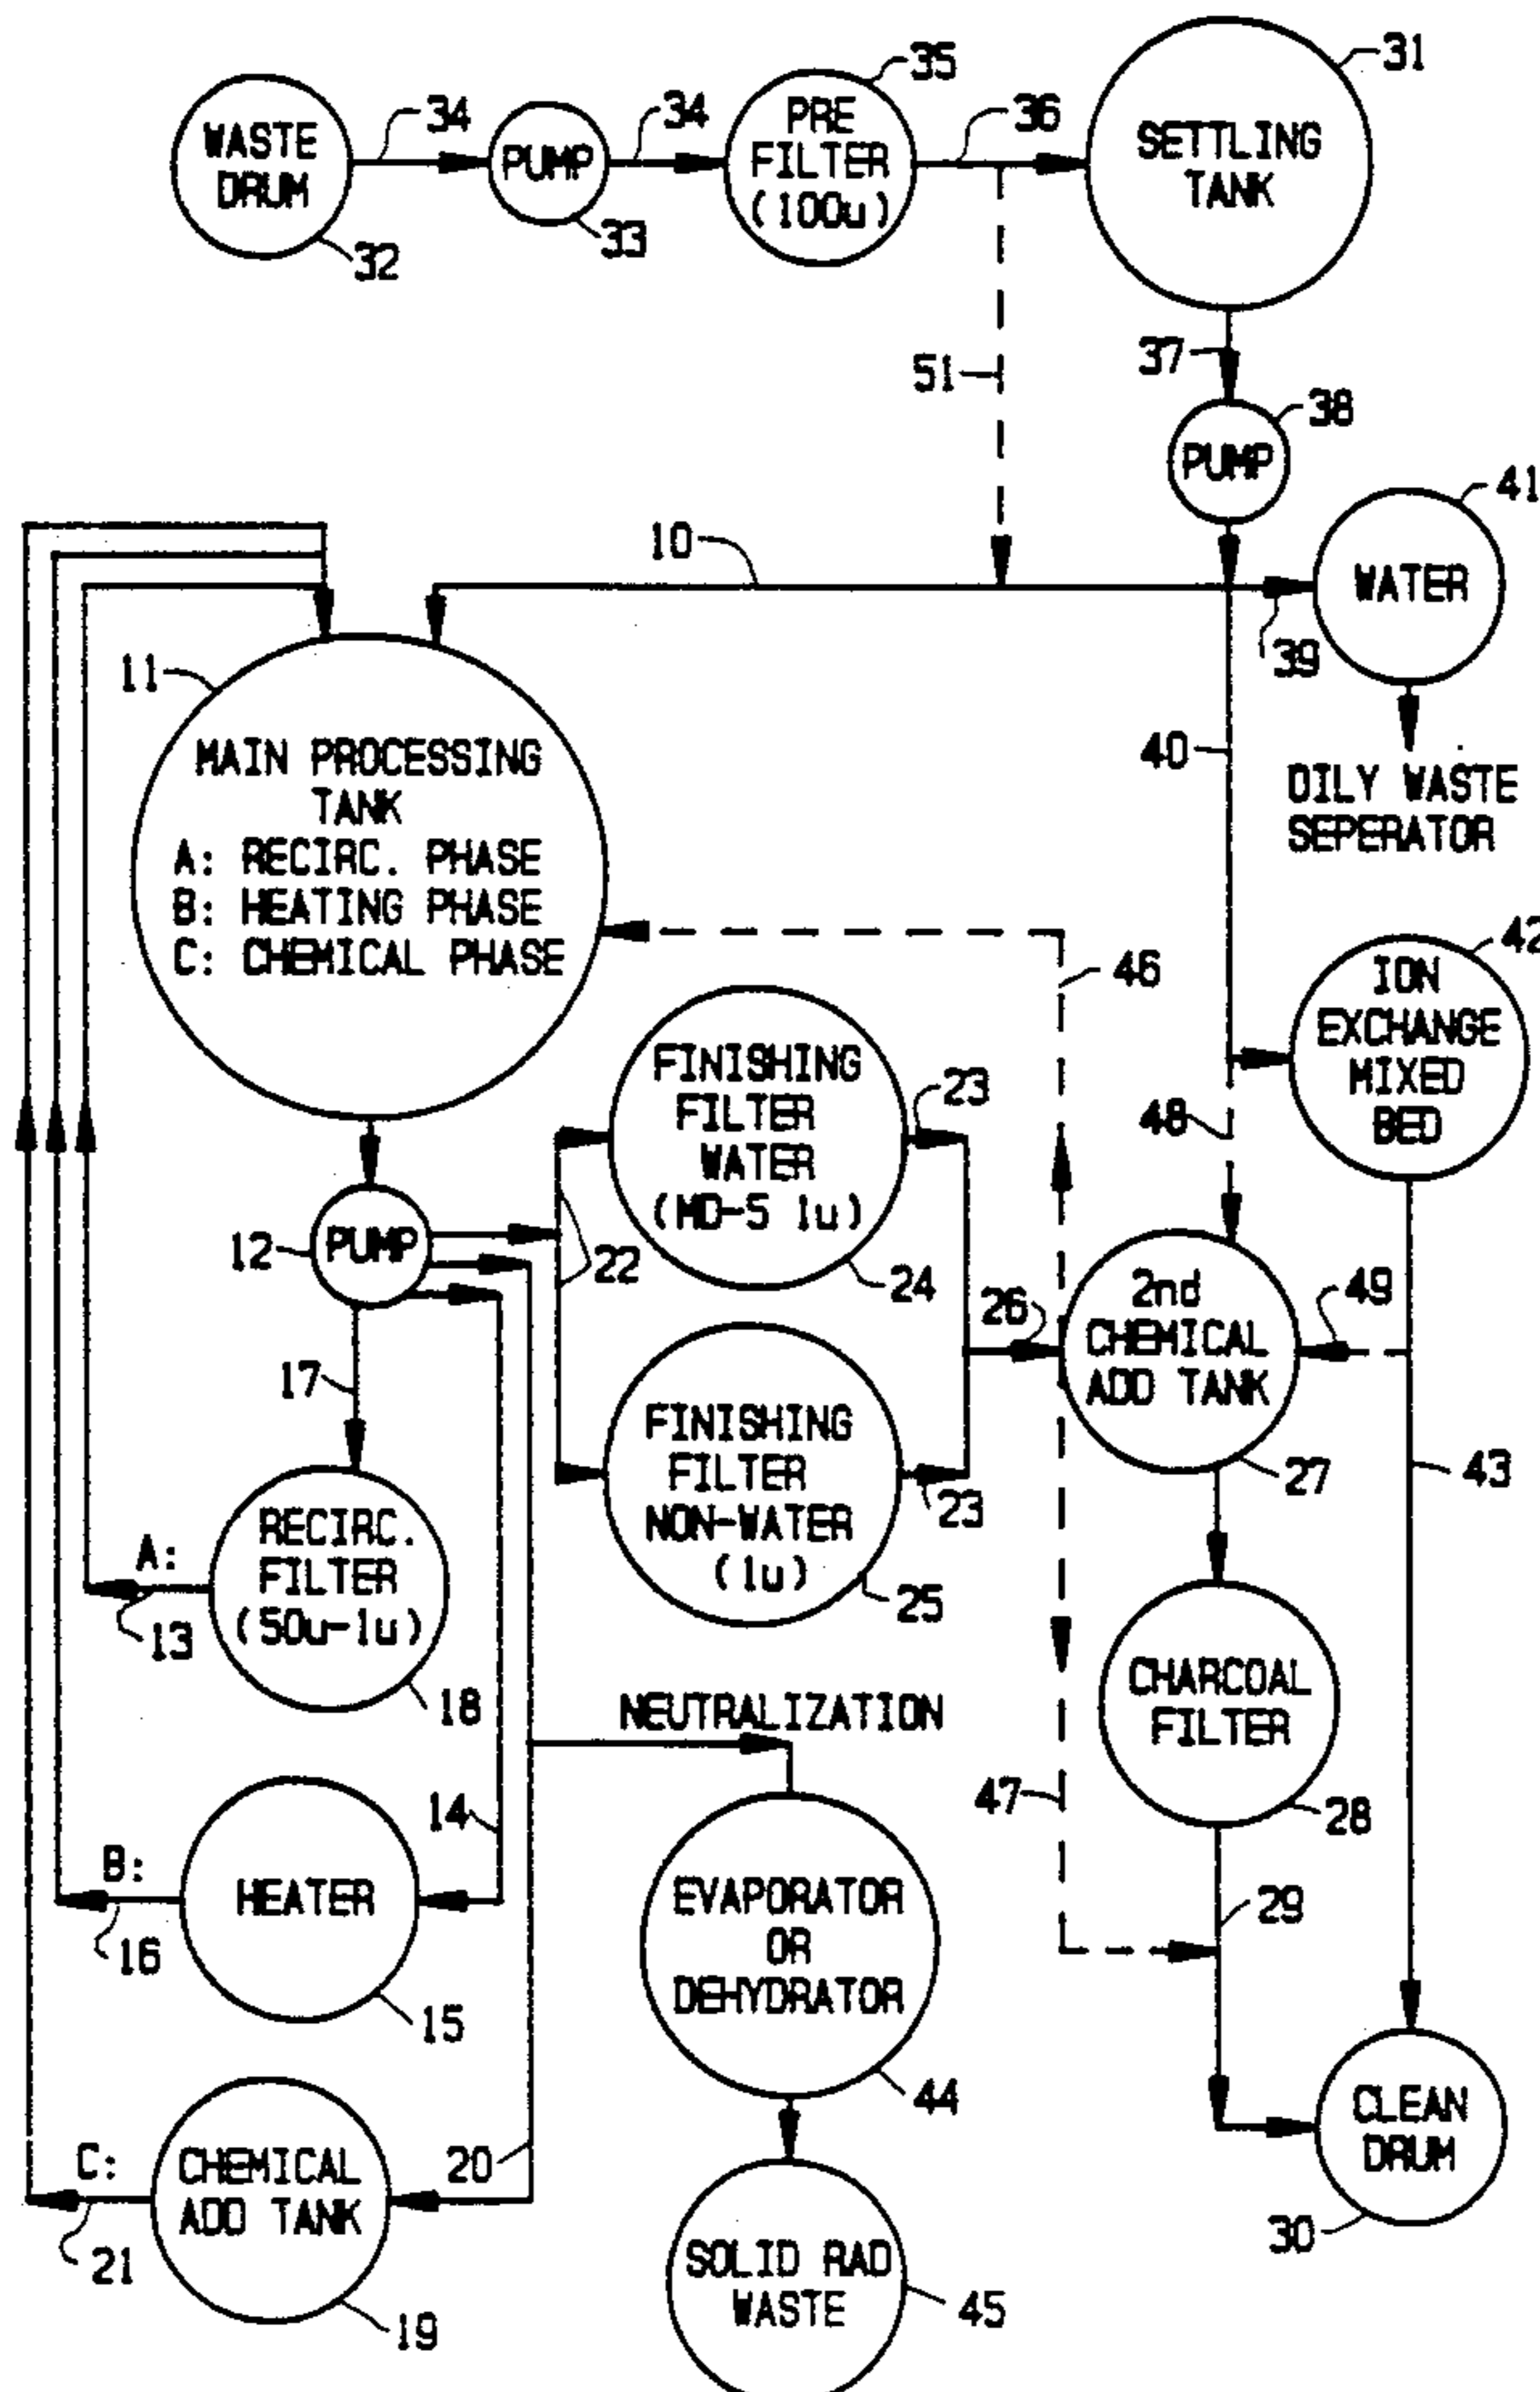 WASTE
DRUM
32
34
PUMP
33
34
PRE
FILTER
(100u)
35
36
SETTLING
TANK
31
37
PUMP
38
51
10
WATER
41
39
OILY WASTE
SEPERATOR
40
11
MAIN PROCESSING
TANK
A: RECIRC. PHASE
B: HEATING PHASE
C: CHEMICAL PHASE
46
ION
EXCHANGE
MIXED
BED
42
48
FINISHING
FILTER
WATER
(MD-5 1u)
23
24
12
PUMP
22
26
2nd
CHEMICAL
ADD TANK
49
27
43
17
FINISHING
FILTER
NON-WATER
(1u)
23
25
RECIRC.
FILTER
(50u-1u)
A:
13
18
NEUTRALIZATION
CHARCOAL
FILTER
28
47
14
B:
HEATER
16
15
EVAPORATOR
OR
DEHYDRATOR
44
29
CLEAN
DRUM
30
20
C:
CHEMICAL
ADD TANK
21
19
SOLID RAD
WASTE
45